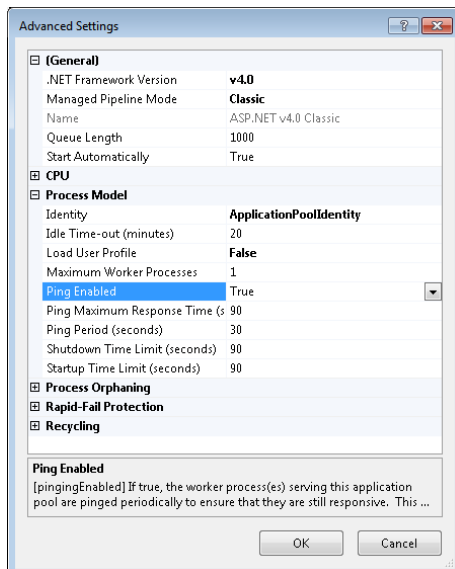 Advanced Settings
(General)
.NET Framework Version v4.0
Managed Pipeline Mode Classic
Name ASP.NET v4.0 Classic
Queue Length 1000
Start Automatically True
CPU
Process Model
Identity ApplicationPoolIdentity
Idle Time-out (minutes) 20
Load User Profile False
Maximum Worker Processes 1
Ping Enabled True
Ping Maximum Response Time (s 90
Ping Period (seconds) 30
Shutdown Time Limit (seconds) 90
Startup Time Limit (seconds) 90
Process Orphaning
Rapid-Fail Protection
Recycling
Ping Enabled
[pingingEnabled] If true, the worker process(es) serving this application
pool are pinged periodically to ensure that they are still responsive. This ...
OK Cancel